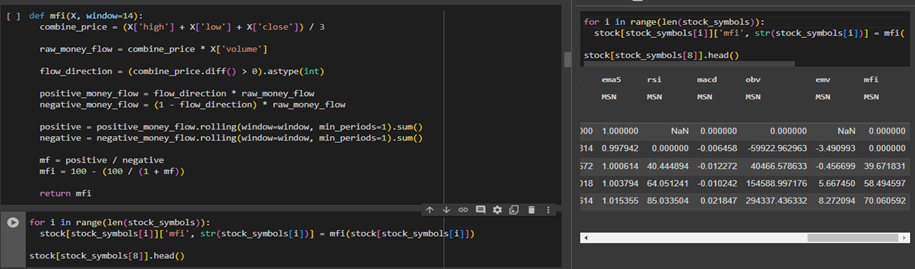 [ ] def mfi(X, window=14):
combine_price = (X['high'] + X['low'] + X['close']) / 3
raw_money_flow = combine_price * X['volume']
flow_direction = (combine_price.diff() > 0).astype(int)
positive_money_flow = flow_direction * raw_money_flow
negative_money_flow = (1 - flow_direction) * raw_money_flow
positive = positive_money_flow.rolling(window=window, min_periods=1).sum()
negative = negative_money_flow.rolling(window=window, min_periods=1).sum()
mf = positive / negative
mfi = 100 - (100 / (1 + mf))
return mfi
for i in range(len(stock_symbols)):
stock[stock_symbols[i]]['mfi', str(stock_symbols[i])] = mfi(stock[stock_symbols[i]])
stock[stock_symbols[8]].head()
for i in range(len(stock_symbols)):
stock[stock_symbols[i]]['mfi', str(stock_symbols[i])] = mfi(
stock[stock_symbols[8]].head()
ema5 rsi macd obv emv mfi
MSN MSN MSN MSN MSN MSN
000 1.000000 NaN 0.000000 0.000000 NaN 0.000000
314 0.997942 0.000000 -0.006458 -59922.962963 -3.490993 0.000000
572 1.000614 40.444894 -0.012272 40466.578633 -0.456699 39.671831
018 1.003794 64.051241 -0.010242 154588.997176 5.667450 58.494597
514 1.015355 85.033504 0.021847 294337.436332 8.272094 70.060592